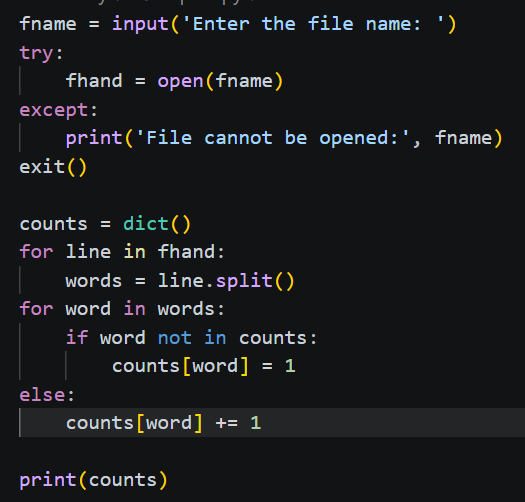 fname = input('Enter the file name: ')
try:
    fhand = open(fname)
except:
    print('File cannot be opened:', fname)
exit()

counts = dict()
for line in fhand:
    words = line.split()
for word in words:
    if word not in counts:
        counts[word] = 1
else:
    counts[word] += 1

print(counts)